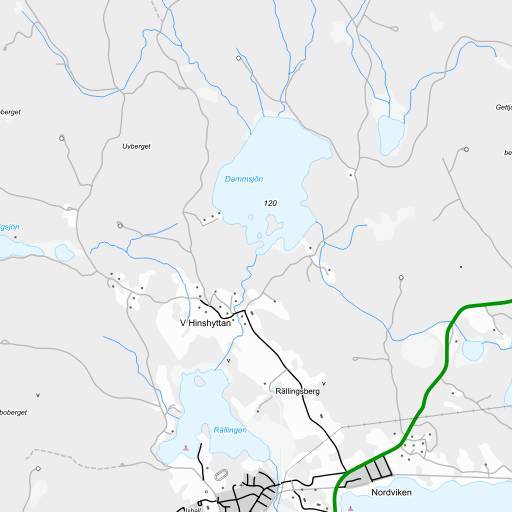 Uvberget
Dammsjön
120
V Hinshyttan
Rällingsberg
Rällingen
Nordviken